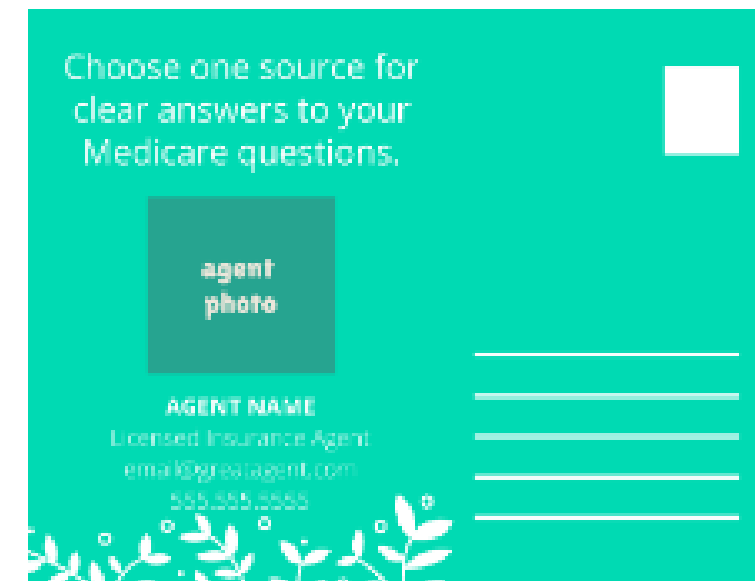 Choose one source for
clear answers to your
Medicare questions.
agent
photo
AGENT NAME
Licensed Insurance Agent
email@greatagent.com
555.555.5555